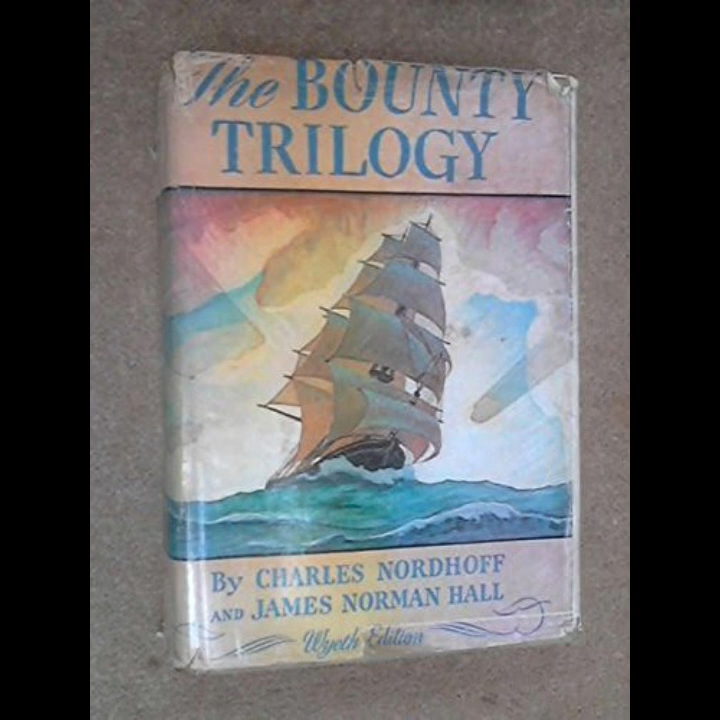 The BOUNTY
TRILOGY
By CHARLES NORDHOFF
AND JAMES NORMAN HALL
Wyeth Edition